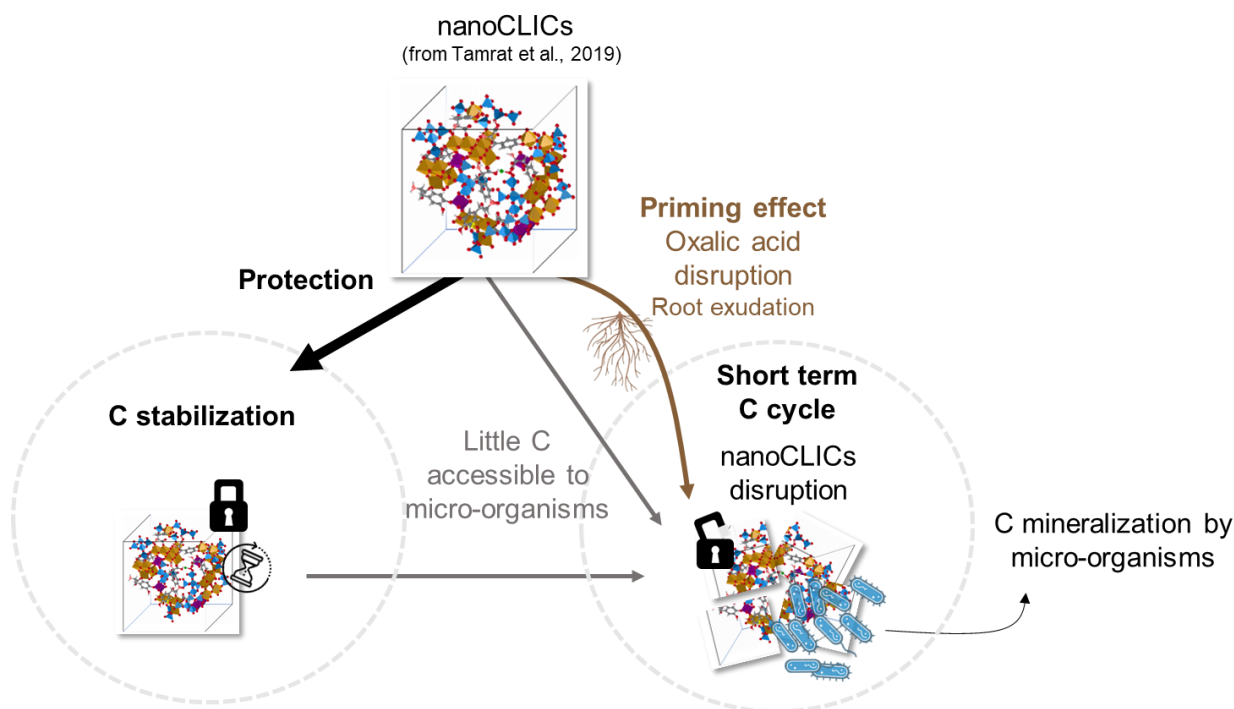 nanoCLICs
(from Tamrat et al., 2019)
Priming effect
Oxalic acid
disruption
Root exudation
Protection
C stabilization
Little C
accessible to
micro-organisms
Short term
C cycle
nanoCLICs
disruption
C mineralization by
micro-organisms